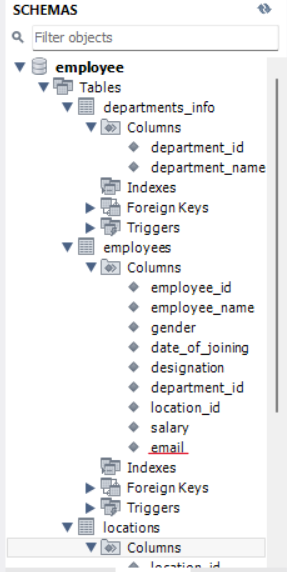 SCHEMAS
Filter objects
employee
Tables
departments_info
Columns
department_id
department_name
Indexes
Foreign Keys
Triggers
employees
Columns
employee_id
employee_name
gender
date_of_joining
designation
department_id
location_id
salary
email
Indexes
Foreign Keys
Triggers
locations
Columns
location_id